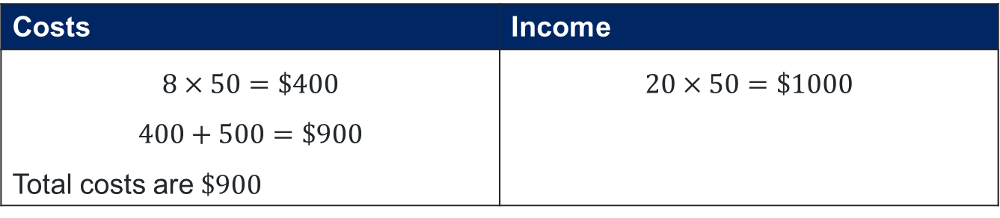 Costs
Income
8 × 50 = $400
20 × 50 = $1000
400 + 500 = $900
Total costs are $900